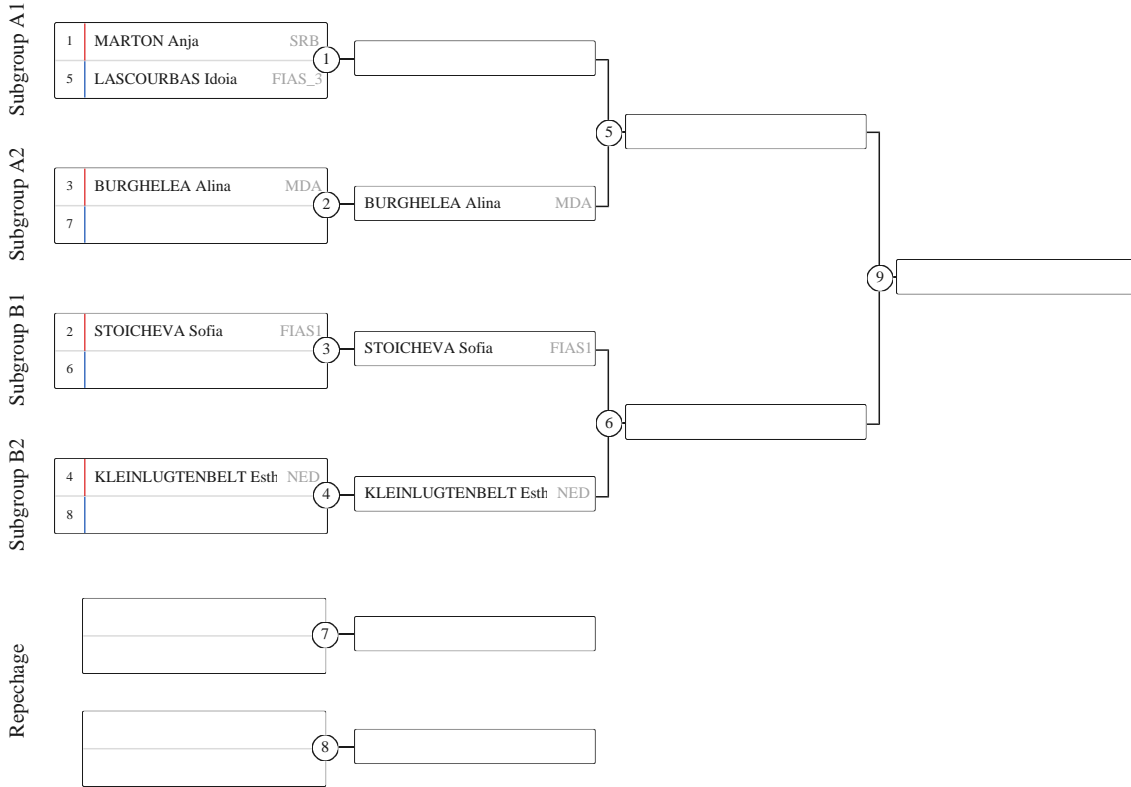 Subgroup A1
1 MARTON Anja SRB
5 LASCOURBAS Idoia FIAS_3
1
5
Subgroup A2
3 BURGHELEA Alina MDA
7
2
BURGHELEA Alina MDA
9
Subgroup B1
2 STOICHEVA Sofia FIAS1
6
3
STOICHEVA Sofia FIAS1
6
Subgroup B2
4 KLEINLUGTENBELT Esth NED
8
4
KLEINLUGTENBELT Esth NED
Repechage
7
8